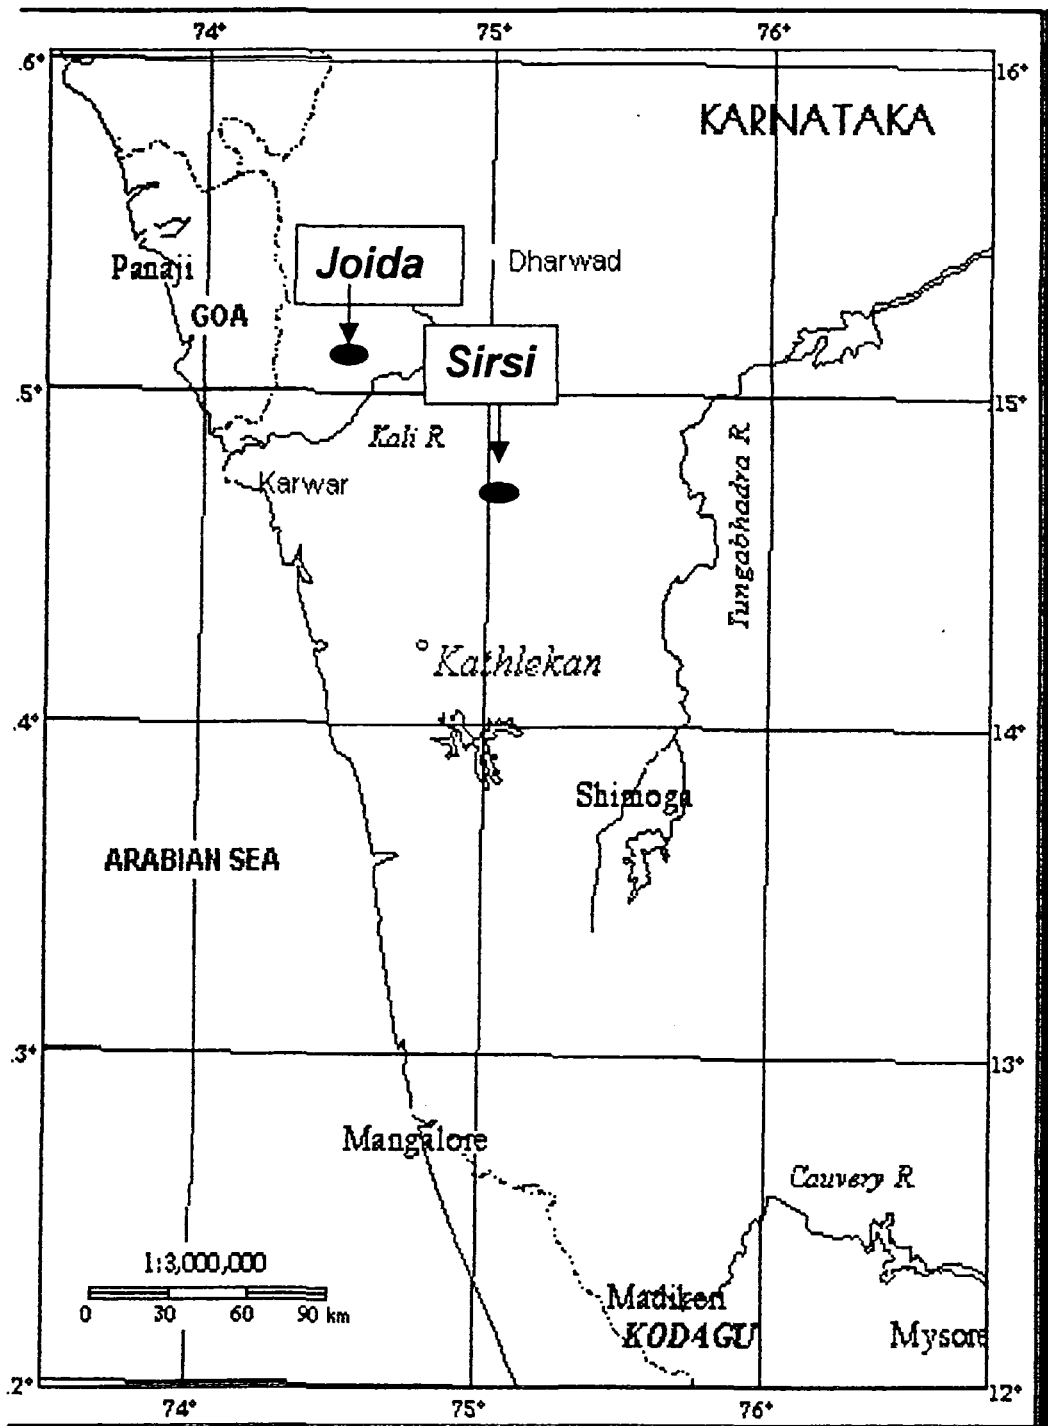 74° 75° 76°
.6° 16°
KARNATAKA
Joida
Dharwad
Panaji
GOA
Sirsi
.5° 15°
Kali R
Karwar
Tungabhadra R
Kathlekan
.4° 14°
Shimoga
ARABIAN SEA
.3° 13°
Mangalore
Cauvery R
1:3,000,000
0 30 60 90 km
Madikeri
KODAGU
Mysore
.2° 12°
74° 75° 76°